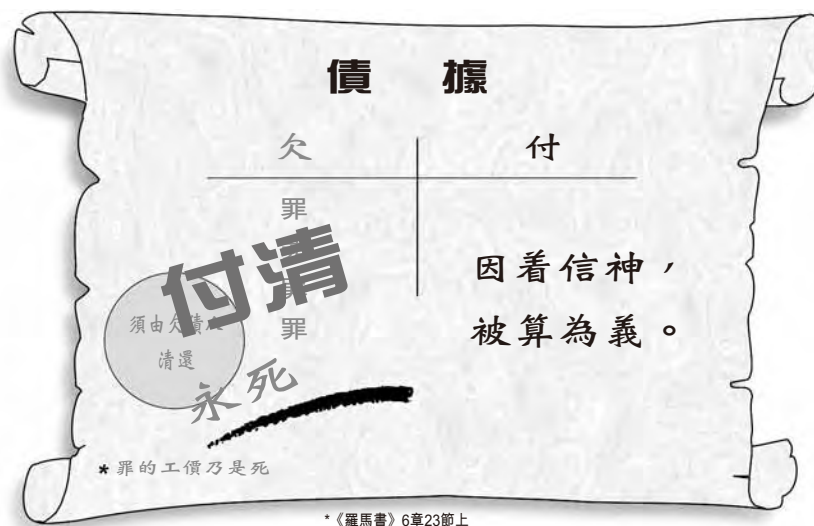 債 據
欠 付
罪
付清
罪
須由欠債人
清還
永死
因着信神，
被算為義。
*罪的工價乃是死
*《羅馬書》6章23節上